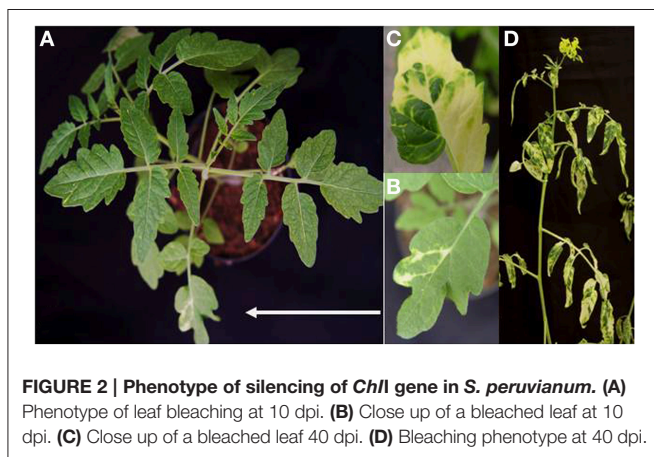 A
C
D
B
FIGURE 2 | Phenotype of silencing of ChlI gene in S. peruvianum. (A)
Phenotype of leaf bleaching at 10 dpi. (B) Close up of a bleached leaf at 10
dpi. (C) Close up of a bleached leaf 40 dpi. (D) Bleaching phenotype at 40 dpi.